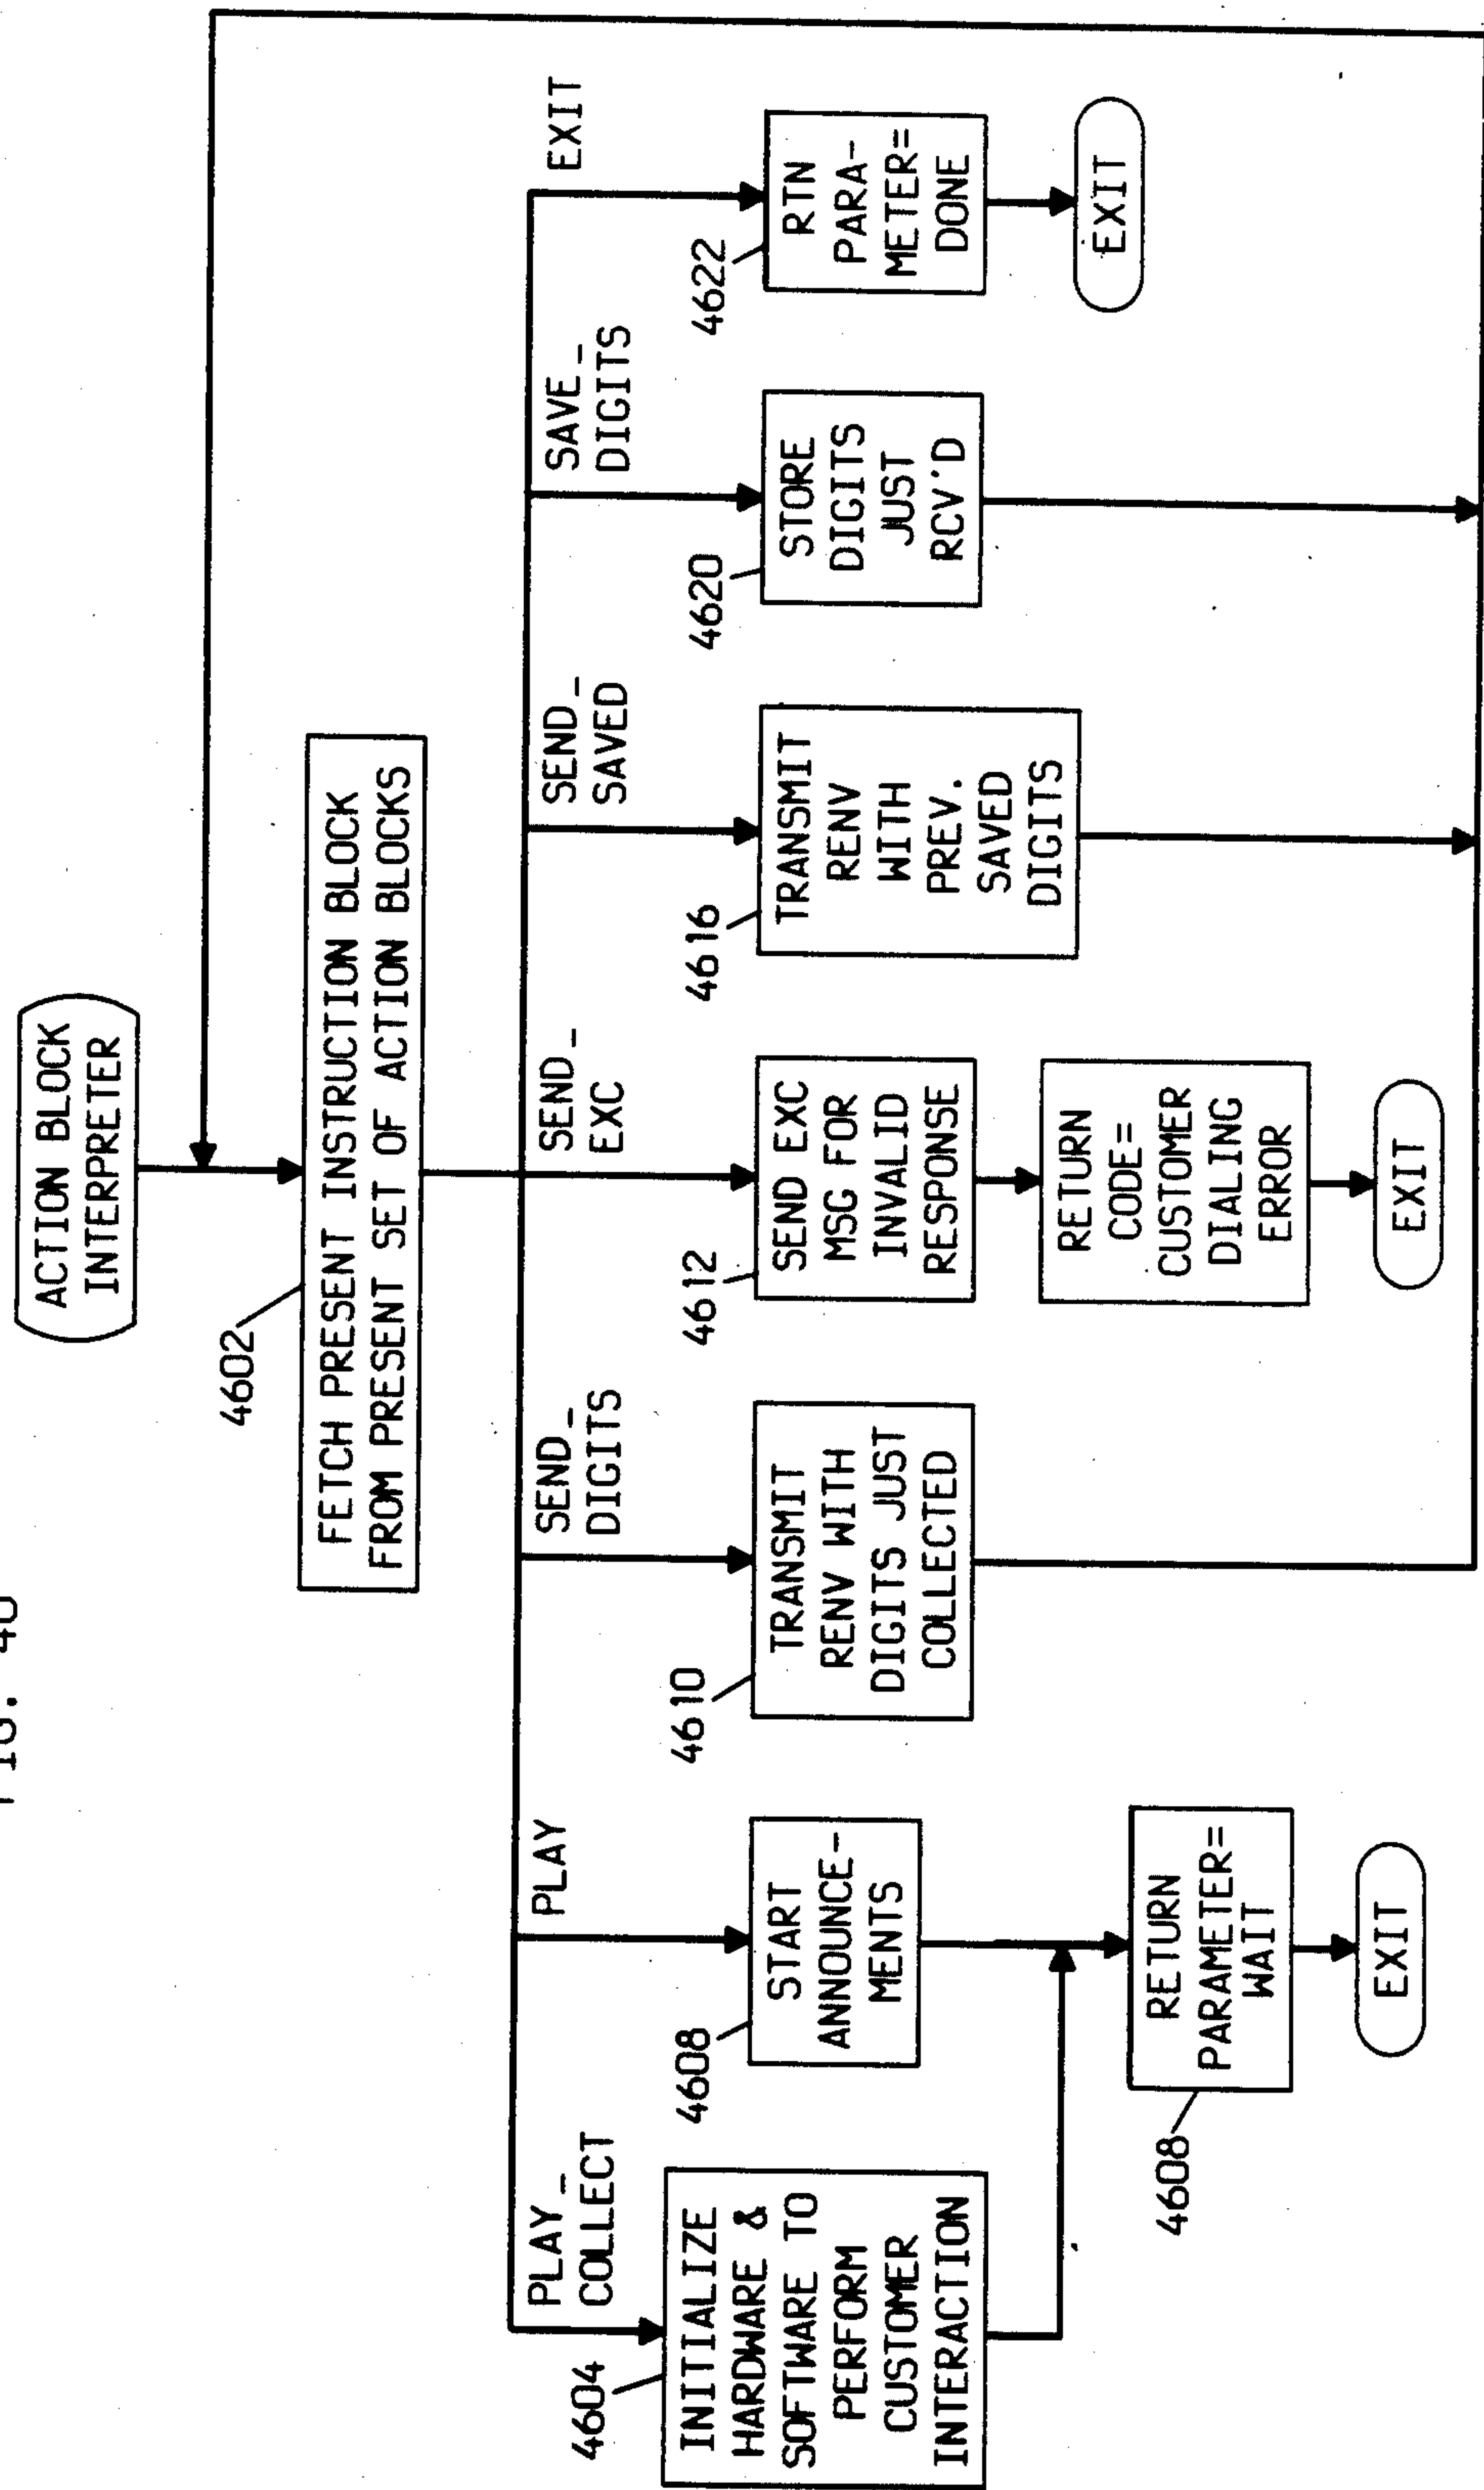 ACTION BLOCK
INTERPRETER
4602
FETCH PRESENT INSTRUCTION BLOCK
FROM PRESENT SET OF ACTION BLOCKS
PLAY_
COLLECT
PLAY
SEND_
DIGITS
SEND_
EXC
SEND_
SAVED
SAVE_
DIGITS
EXIT
4604
INITIALIZE
HARDWARE &
SOFTWARE TO
PERFORM
CUSTOMER
INTERACTION
4608
START
ANNOUNCE-
MENTS
4610
TRANSMIT
RENV WITH
DIGITS JUST
COLLECTED
4612
SEND EXC
MSG FOR
INVALID
RESPONSE
4616
TRANSMIT
RENV
WITH
PREV.
SAVED
DIGITS
4620
STORE
DIGITS
JUST
RCV'D
4622
RTN
PARA-
METER=
DONE
4608
RETURN
PARAMETER=
WAIT
EXIT
RETURN
CODE=
CUSTOMER
DIALING
ERROR
EXIT
EXIT